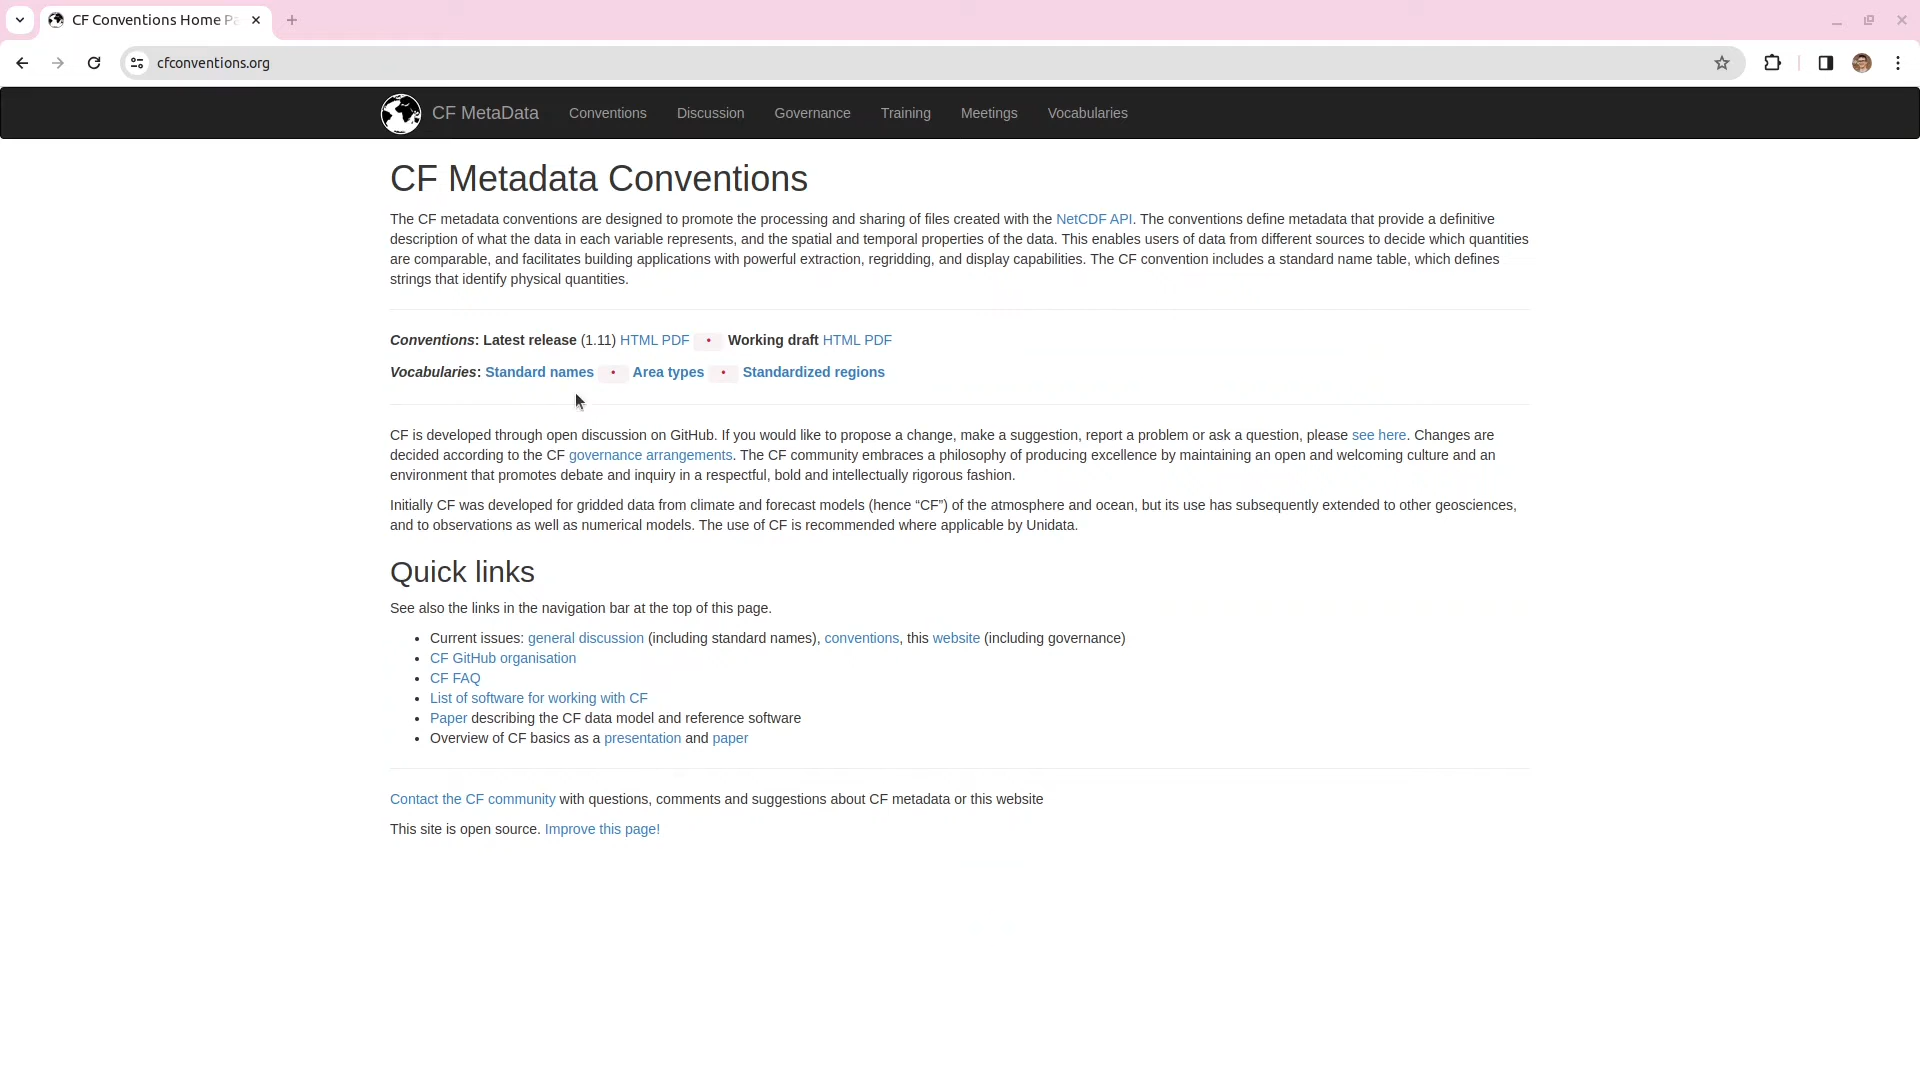 CF Conventions Home Pa
cfconventions.org
CF MetaData Conventions Discussion Governance Training Meetings Vocabularies
CF Metadata Conventions
The CF metadata conventions are designed to promote the processing and sharing of files created with the NetCDF API. The conventions define metadata that provide a definitive
description of what the data in each variable represents, and the spatial and temporal properties of the data. This enables users of data from different sources to decide which quantities
are comparable, and facilitates building applications with powerful extraction, regridding, and display capabilities. The CF convention includes a standard name table, which defines
strings that identify physical quantities.
Conventions: Latest release (1.11) HTML PDF • Working draft HTML PDF
Vocabularies: Standard names • Area types • Standardized regions
CF is developed through open discussion on GitHub. If you would like to propose a change, make a suggestion, report a problem or ask a question, please see here. Changes are
decided according to the CF governance arrangements. The CF community embraces a philosophy of producing excellence by maintaining an open and welcoming culture and an
environment that promotes debate and inquiry in a respectful, bold and intellectually rigorous fashion.
Initially CF was developed for gridded data from climate and forecast models (hence “CF”) of the atmosphere and ocean, but its use has subsequently extended to other geosciences,
and to observations as well as numerical models. The use of CF is recommended where applicable by Unidata.
Quick links
See also the links in the navigation bar at the top of this page.
• Current issues: general discussion (including standard names), conventions, this website (including governance)
• CF GitHub organisation
• CF FAQ
• List of software for working with CF
• Paper describing the CF data model and reference software
• Overview of CF basics as a presentation and paper
Contact the CF community with questions, comments and suggestions about CF metadata or this website
This site is open source. Improve this page!